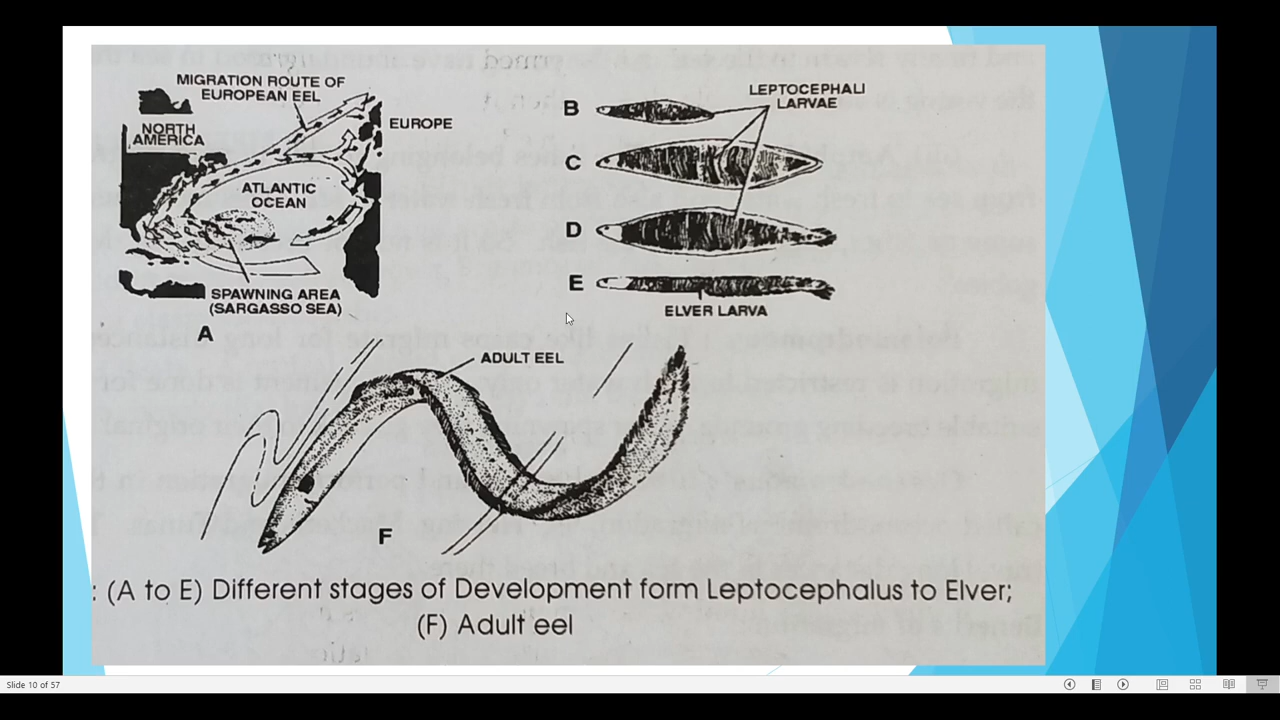 MIGRATION ROUTE OF
EUROPEAN EEL
NORTH
AMERICA
EUROPE
ATLANTIC
OCEAN
SPAWNING AREA
(SARGASSO SEA)
A
B
LEPTOCEPHALI
LARVAE
C
D
E
ELVER LARVA
ADULT EEL
F
: (A to E) Different stages of Development form Leptocephalus to Elver;
(F) Adult eel
Slide 10 of 57